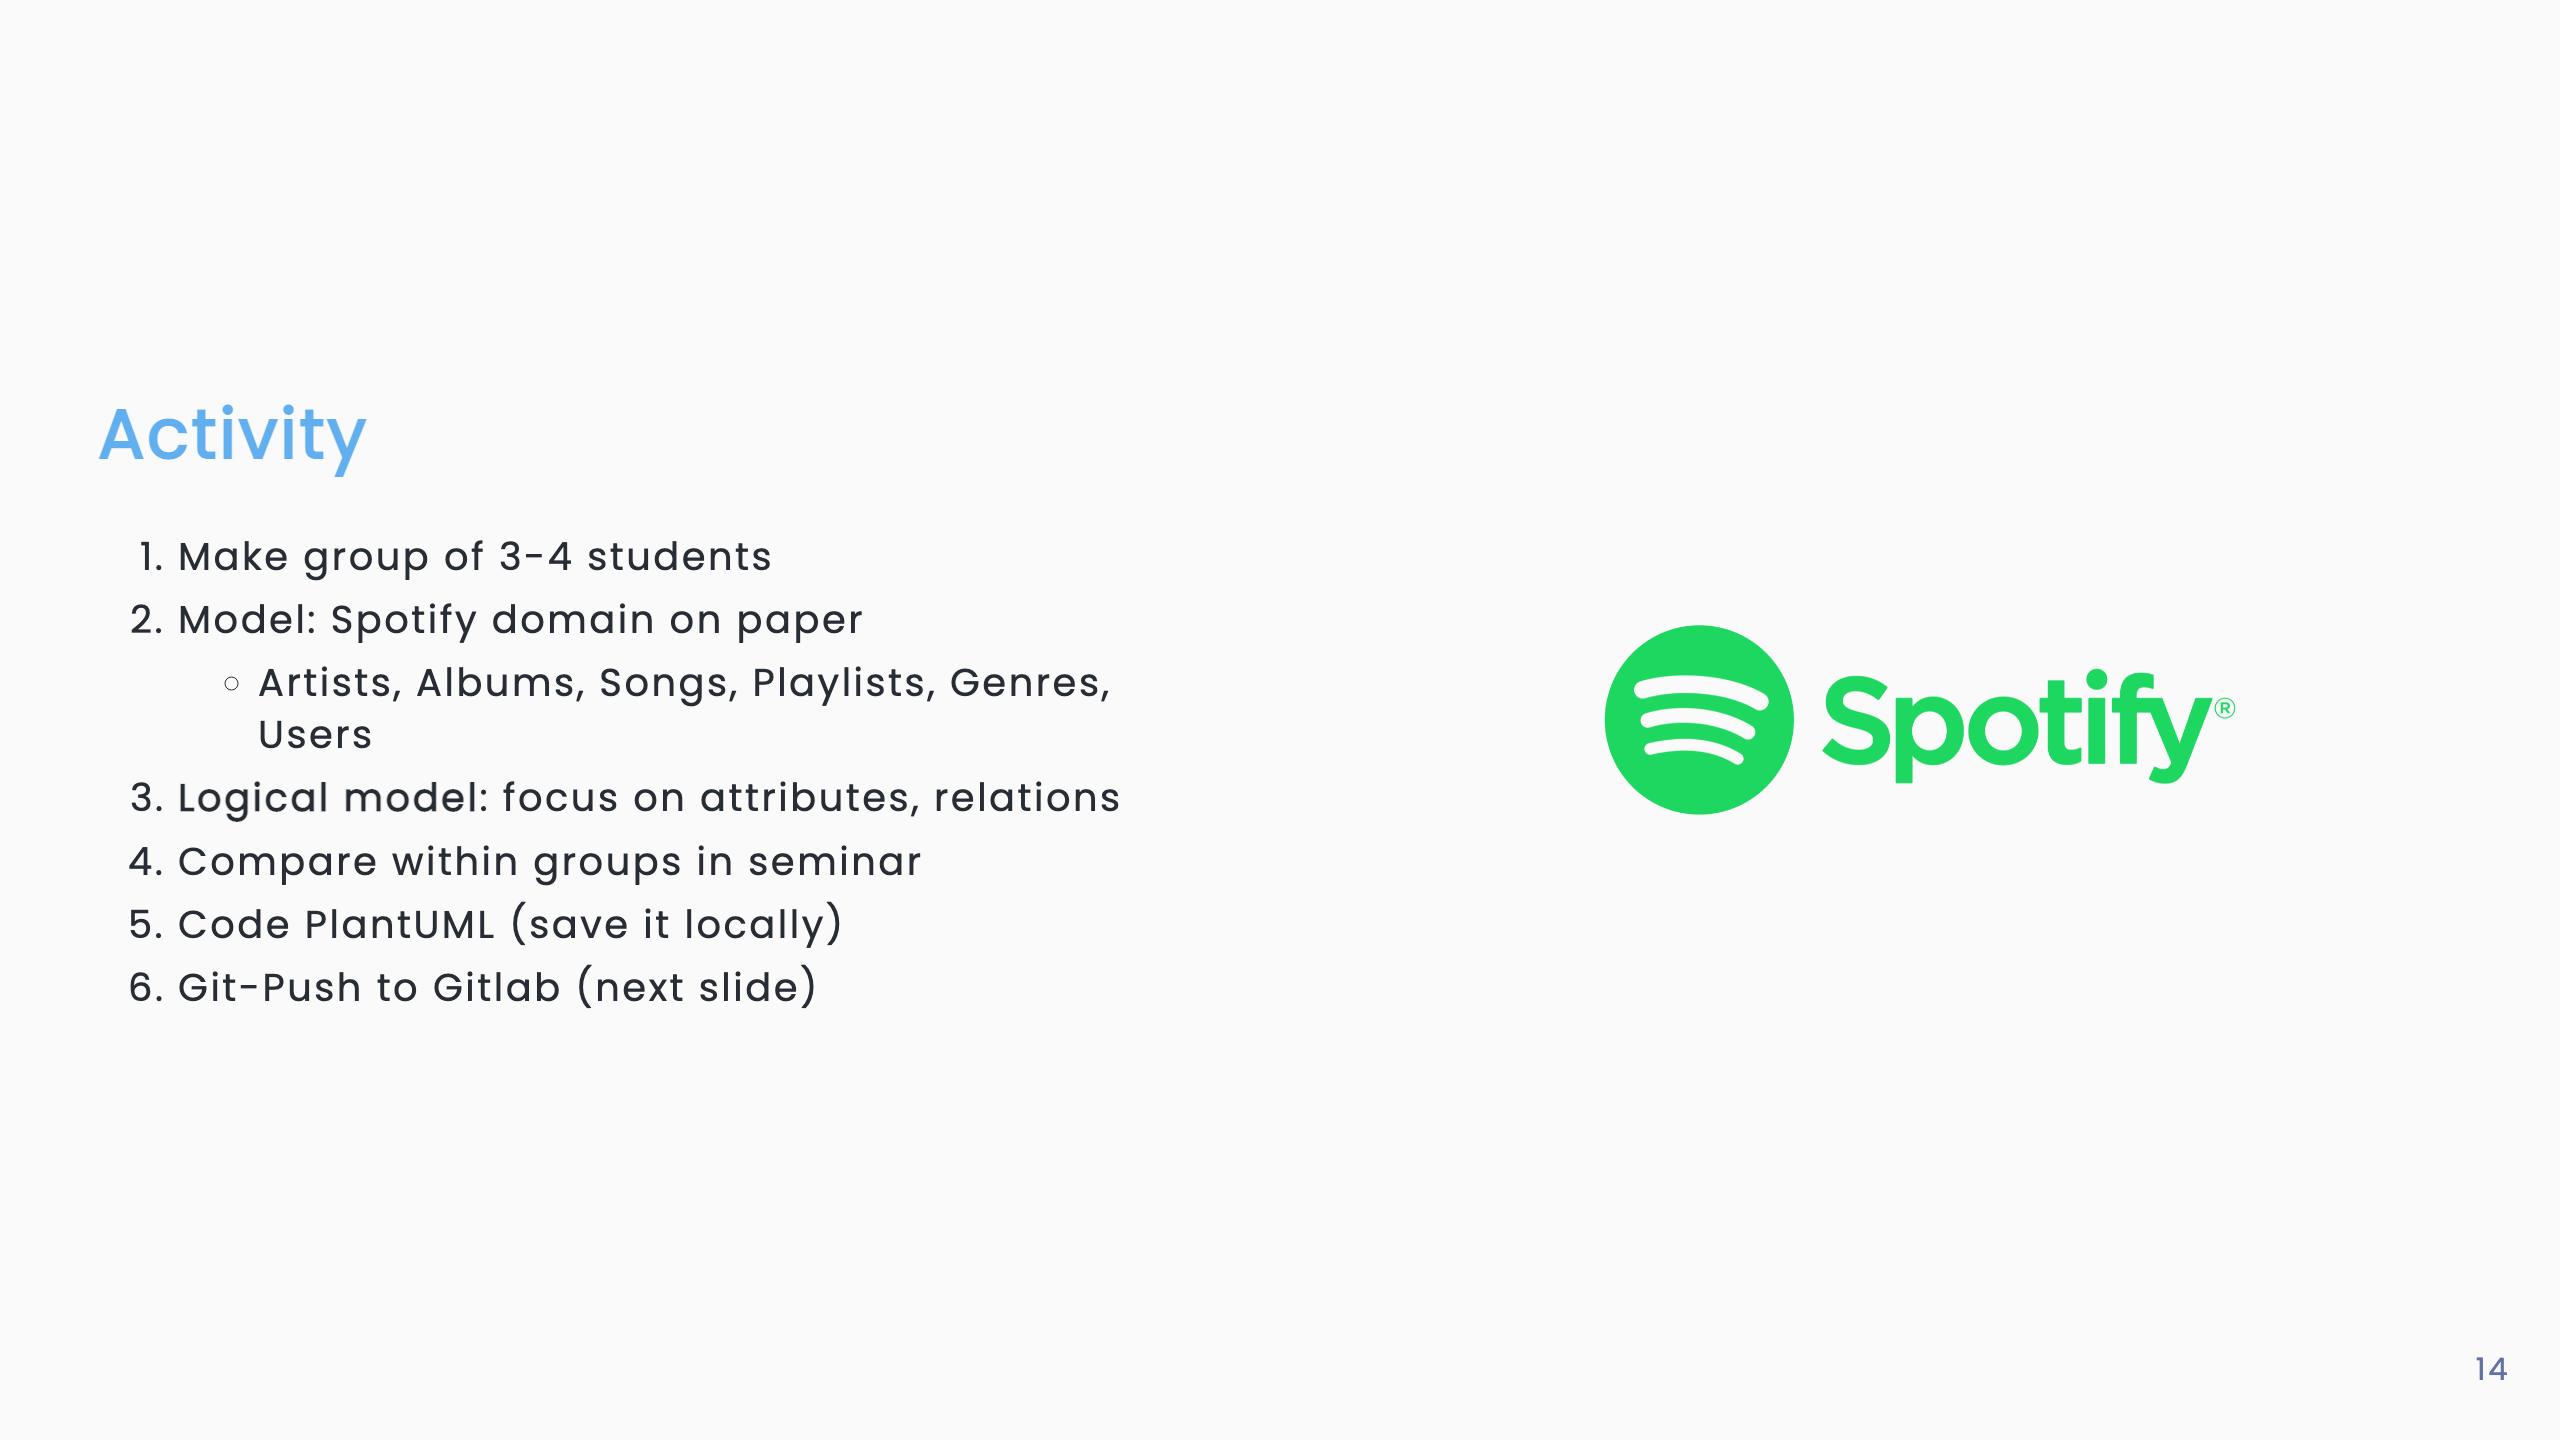 Activity
1. Make group of 3-4 students
2. Model: Spotify domain on paper
Artists, Albums, Songs, Playlists, Genres,
Users
3. Logical model: focus on attributes, relations
4. Compare within groups in seminar
5. Code PlantUML (save it locally)
6. Git-Push to Gitlab (next slide)
Spotify®
14